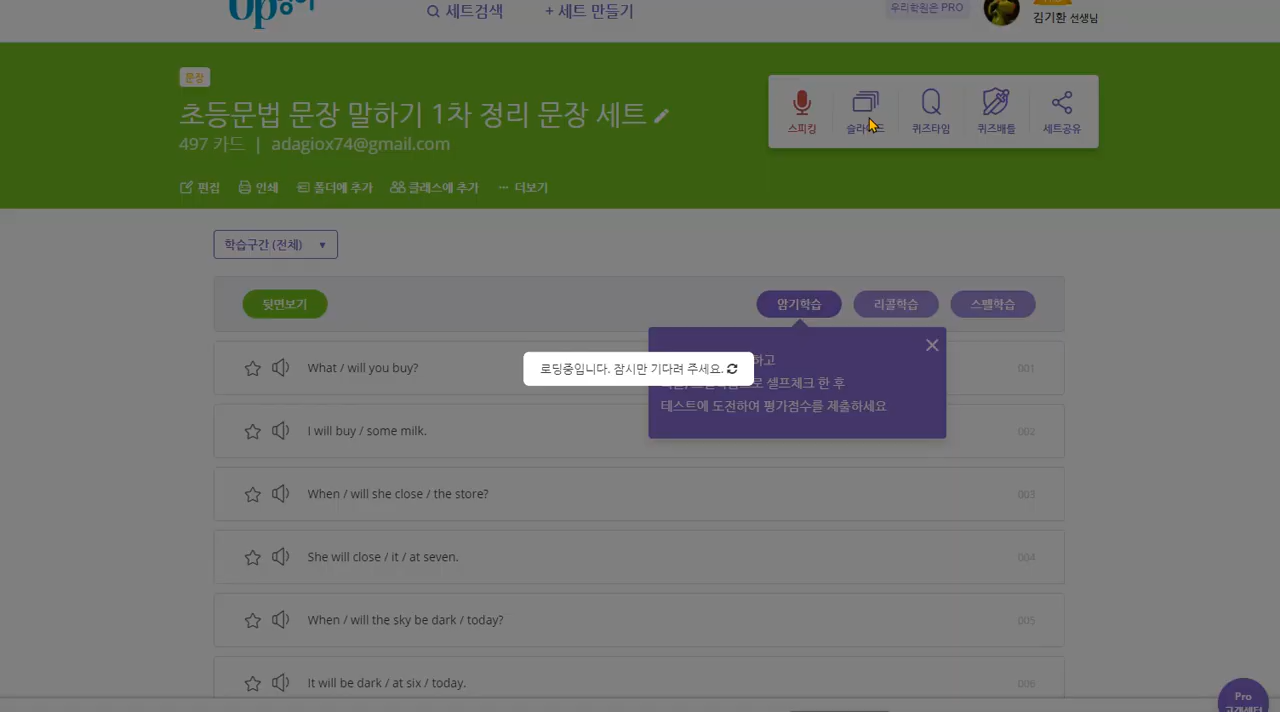 세트검색
+ 세트 만들기
우리학원은 PRO
김기환 선생님
문장
초등문법 문장 말하기 1차 정리 문장 세트
497 카드 | adagiox74@gmail.com
스피킹
슬라이드
퀴즈타임
퀴즈배틀
세트공유
편집
인쇄
폴더에 추가
클래스에 추가
··· 더보기
학습구간 (전체) ▼
뒷면보기
암기학습
리콜학습
스펠학습
하고
로 셀프체크 한 후
테스트에 도전하여 평가점수를 제출하세요
로딩중입니다. 잠시만 기다려 주세요.
What / will you buy?
001
I will buy / some milk.
002
When / will she close / the store?
003
She will close / it / at seven.
004
When / will the sky be dark / today?
005
It will be dark / at six / today.
006
Pro
고객센터